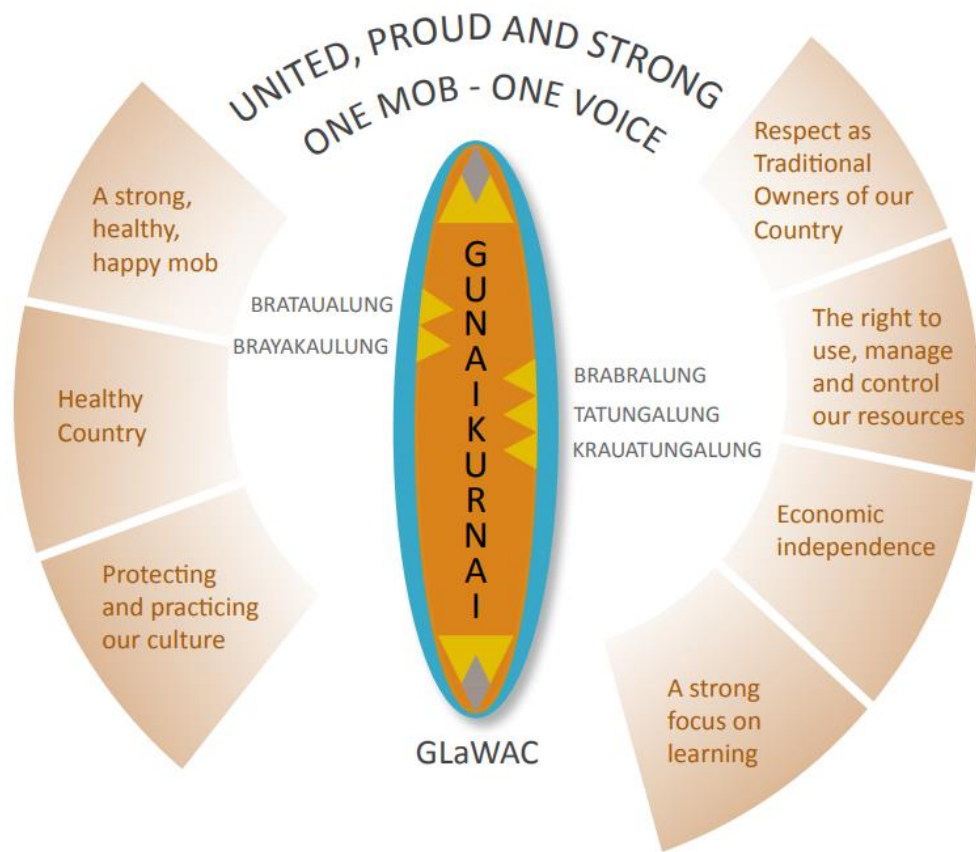 UNITED, PROUD AND STRONG
ONE MOB - ONE VOICE
A strong,
healthy,
happy mob
Healthy
Country
Protecting
and practicing
our culture
BRATAUALUNG
BRAYAKAULUNG
GUNAIKURNAI
BRABRALUNG
TATUNGALUNG
KRAUATUNGALUNG
GLaWAC
Respect as
Traditional
Owners of our
Country
The right to
use, manage
and control
our resources
Economic
independence
A strong
focus on
learning